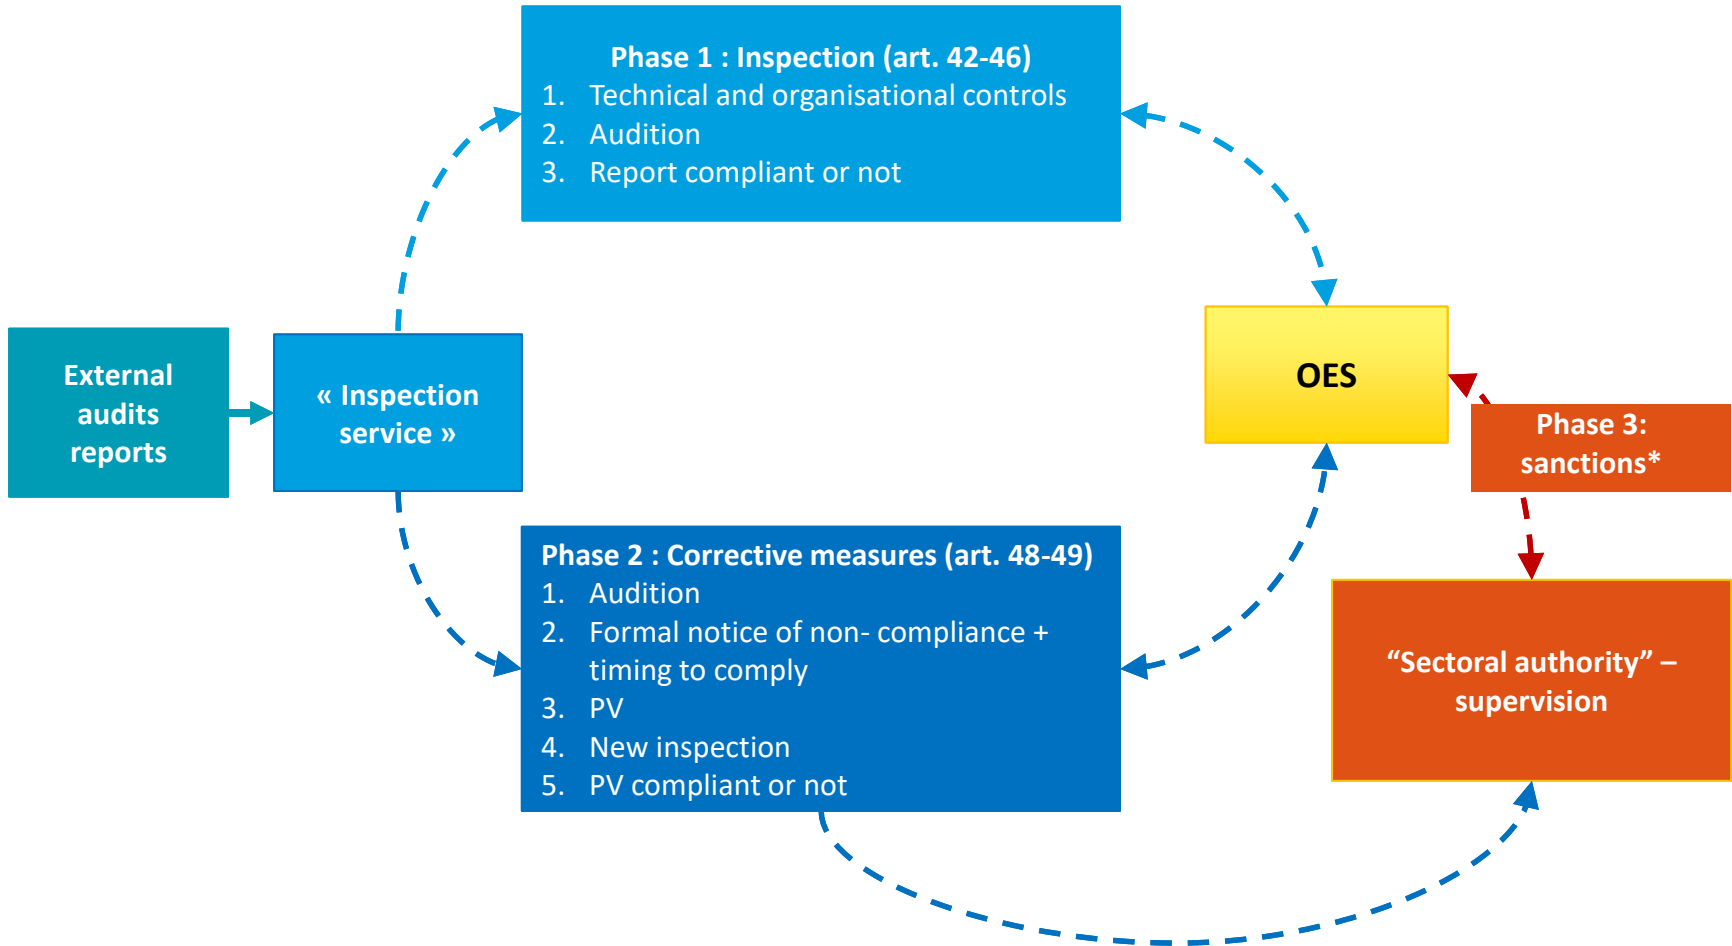 Phase 1 : Inspection (art. 42-46)
1. Technical and organisational controls
2. Audition
3. Report compliant or not
External
audits
reports
« Inspection
service »
OES
Phase 3:
sanctions*
Phase 2 : Corrective measures (art. 48-49)
1. Audition
2. Formal notice of non- compliance +
timing to comply
3. PV
4. New inspection
5. PV compliant or not
“Sectoral authority” –
supervision